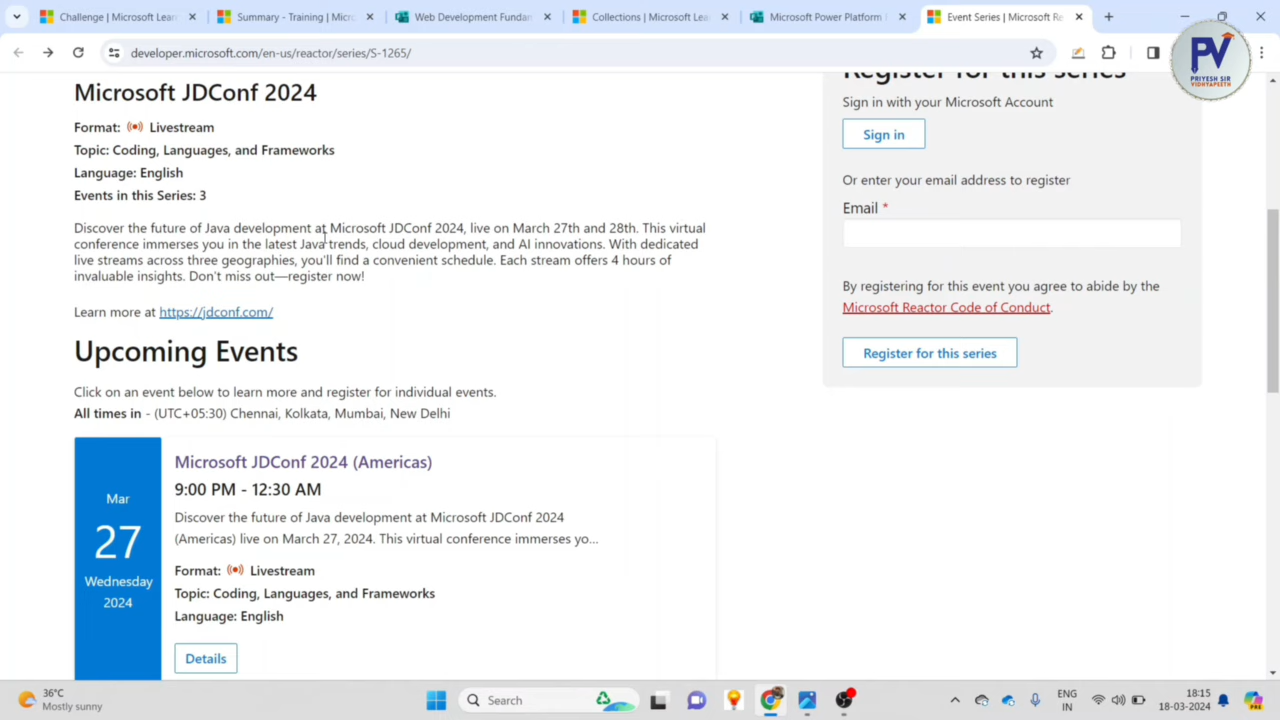 Challenge | Microsoft Lear
Summary - Training | Micr
Web Development Fundan
Collections | Microsoft Lea
Microsoft Power Platform
Event Series | Microsoft Re
developer.microsoft.com/en-us/reactor/series/S-1265/
PV
PRIYESH SIR
VIDHYAPEETH
Microsoft JDConf 2024
Format: Livestream
Topic: Coding, Languages, and Frameworks
Language: English
Events in this Series: 3
Discover the future of Java development at Microsoft JDConf 2024, live on March 27th and 28th. This virtual
conference immerses you in the latest Java trends, cloud development, and AI innovations. With dedicated
live streams across three geographies, you'll find a convenient schedule. Each stream offers 4 hours of
invaluable insights. Don't miss out—register now!
Learn more at https://jdconf.com/
Upcoming Events
Click on an event below to learn more and register for individual events.
All times in - (UTC+05:30) Chennai, Kolkata, Mumbai, New Delhi
Mar
27
Wednesday
2024
Microsoft JDConf 2024 (Americas)
9:00 PM - 12:30 AM
Discover the future of Java development at Microsoft JDConf 2024
(Americas) live on March 27, 2024. This virtual conference immerses yo...
Format: Livestream
Topic: Coding, Languages, and Frameworks
Language: English
Details
Register for this series
Sign in with your Microsoft Account
Sign in
Or enter your email address to register
Email *
By registering for this event you agree to abide by the
Microsoft Reactor Code of Conduct.
Register for this series
36°C
Mostly sunny
Search
ENG
IN
18:15
18-03-2024